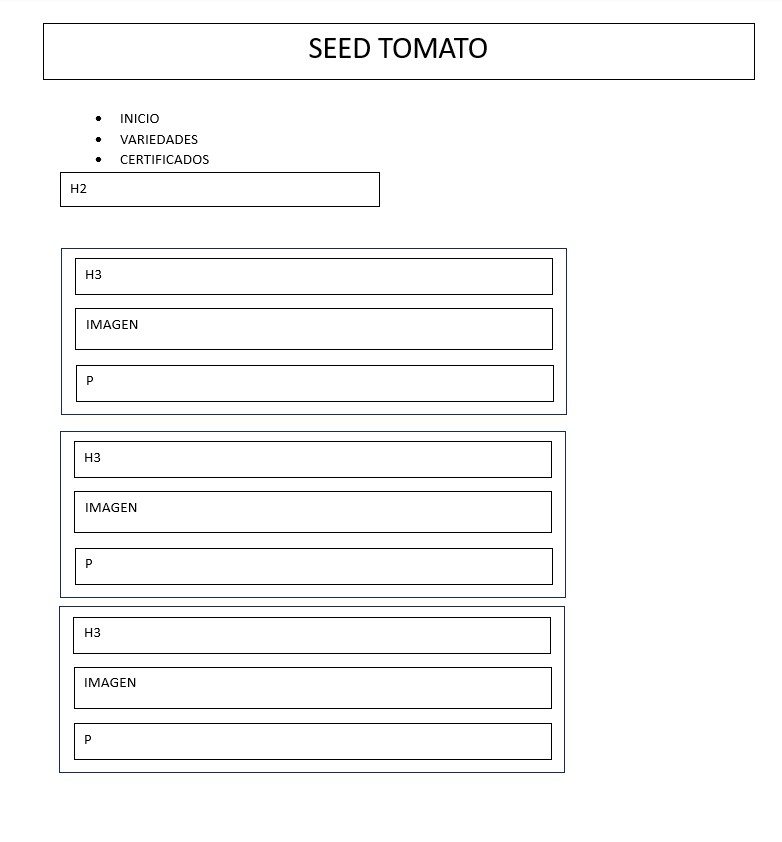 SEED TOMATO
INICIO
VARIEDADES
CERTIFICADOS
H2
H3
IMAGEN
P
H3
IMAGEN
P
H3
IMAGEN
P